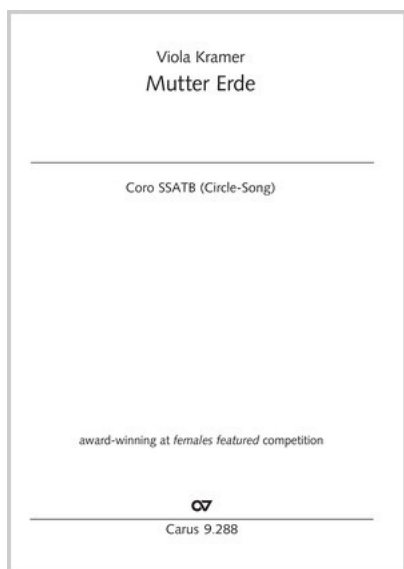 Viola Kramer
Mutter Erde
Coro SSATB (Circle-Song)
award-winning at females featured competition
Carus 9.288